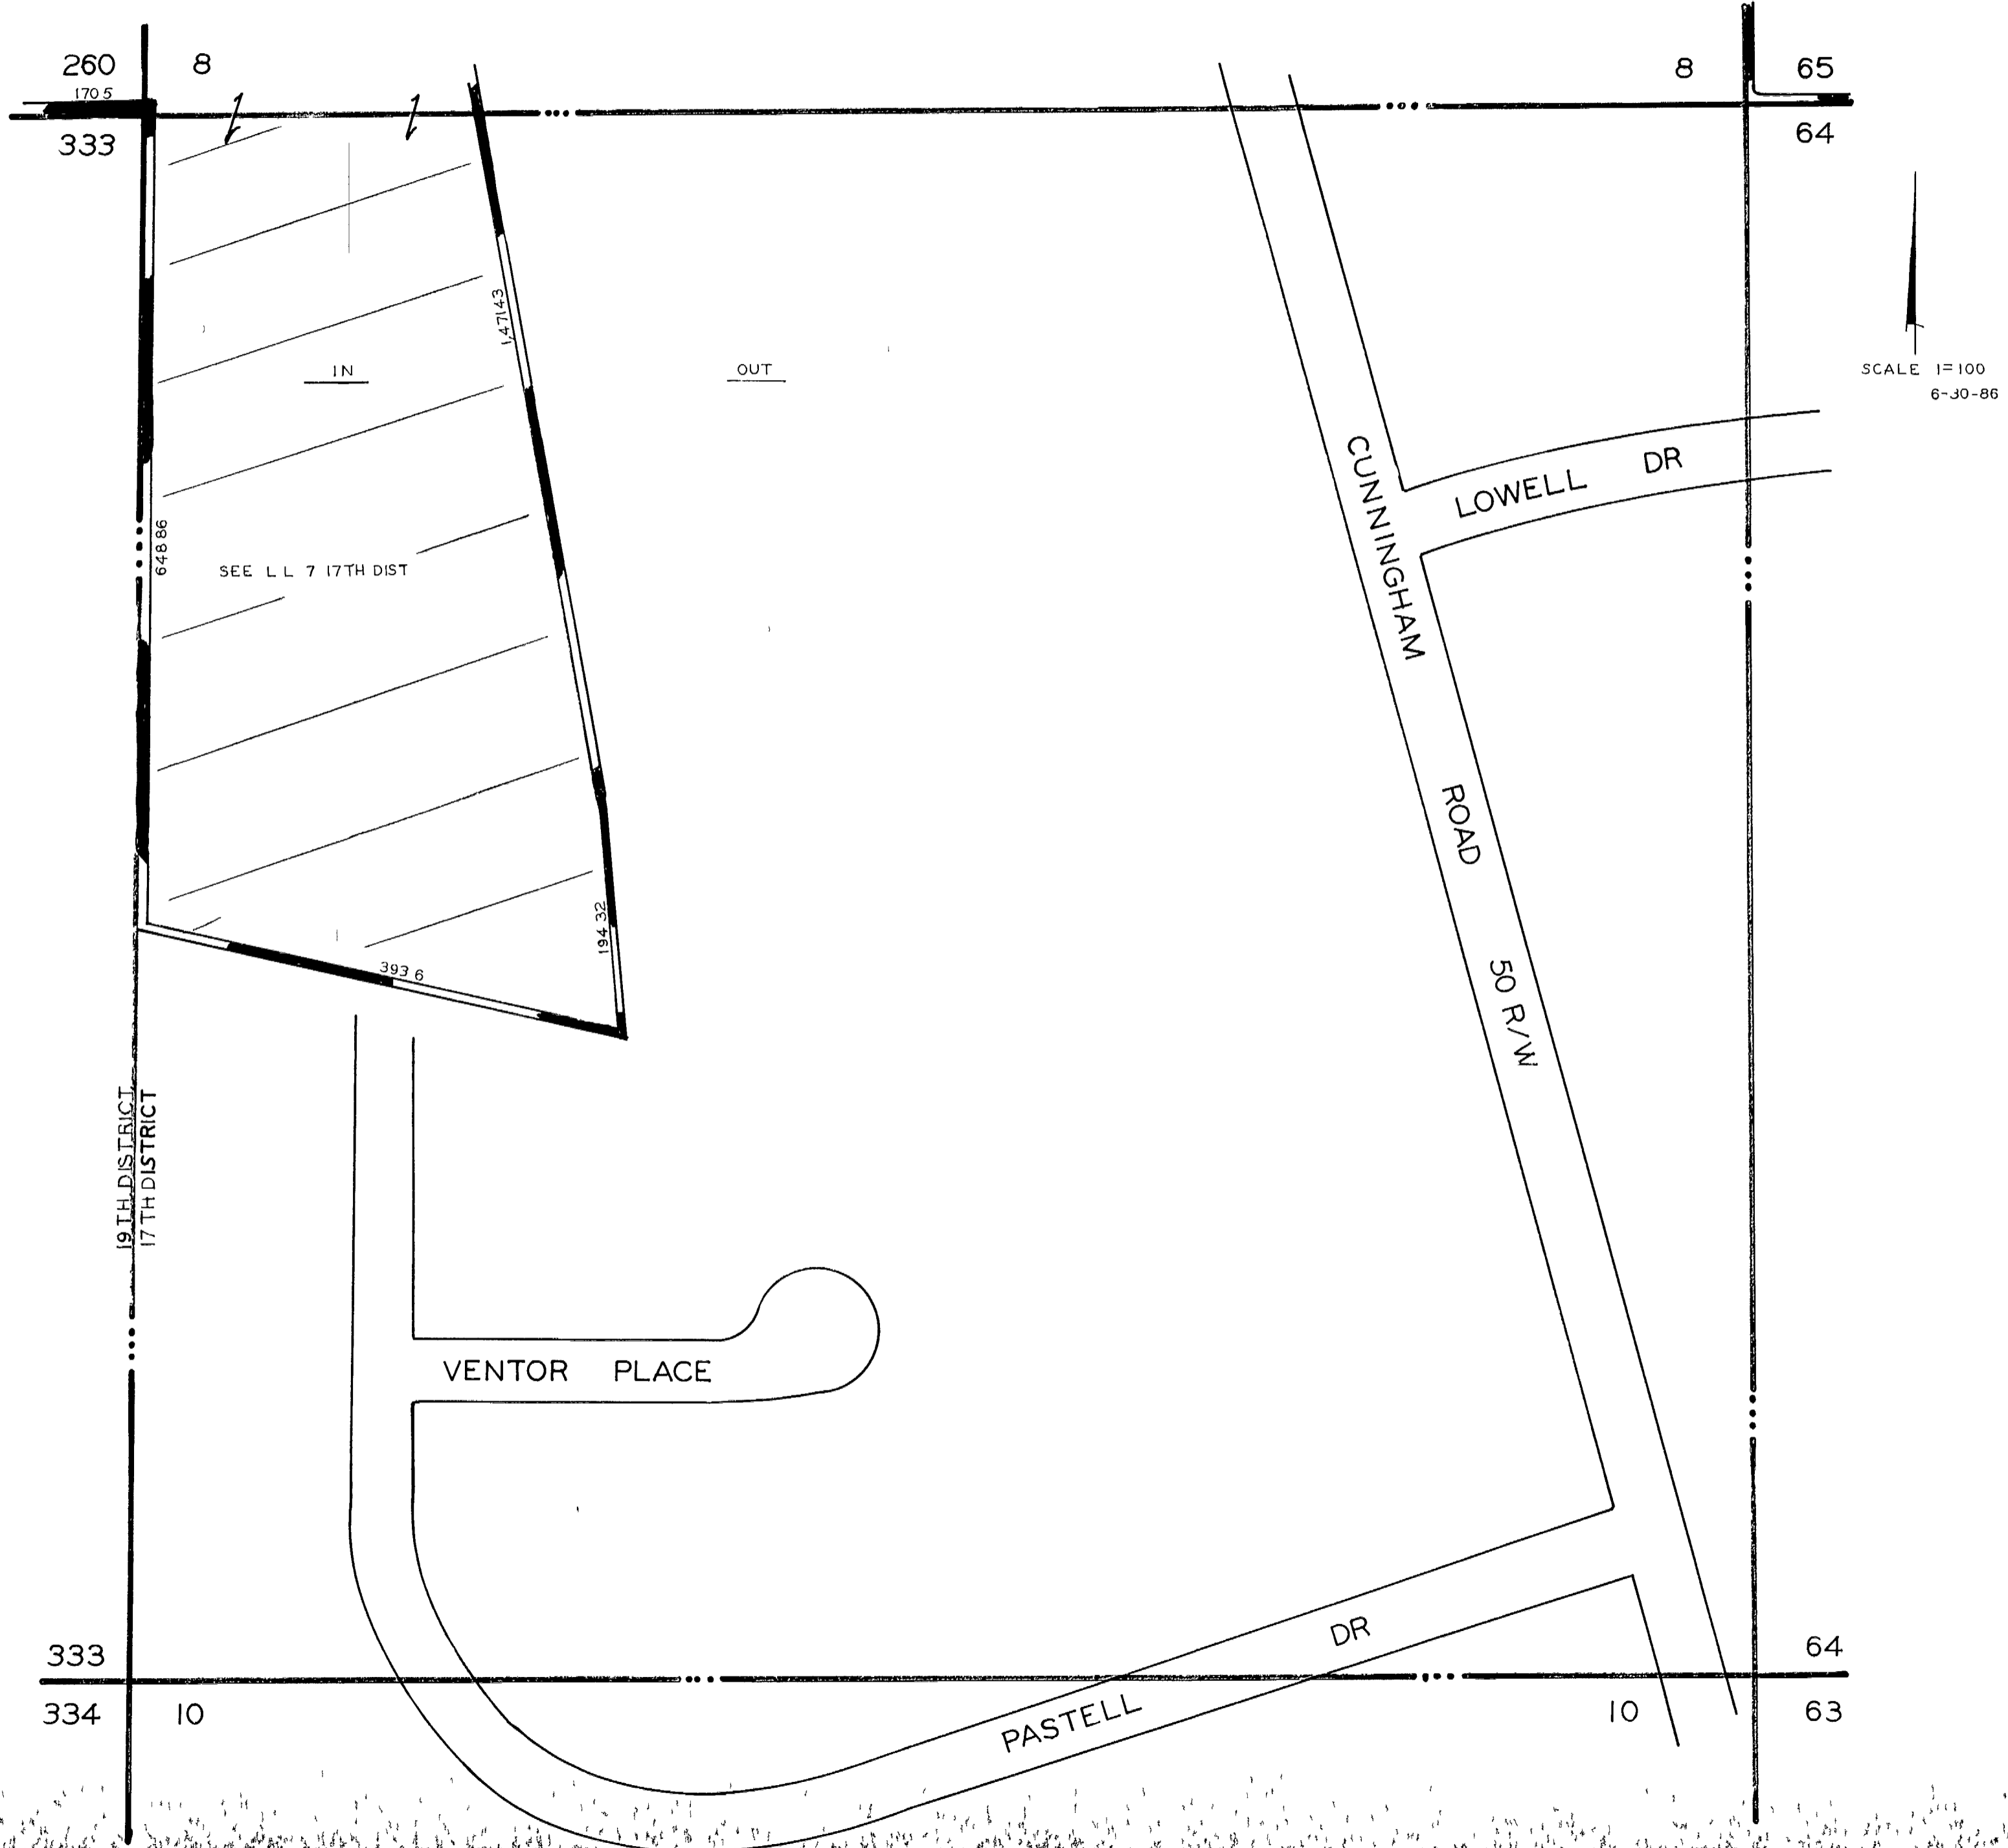 260 8 8 65
170 5
333 64
1,471 43
IN
OUT
SCALE 1=100
6-30-86
CUNNINGHAM ROAD 50 R/W
LOWELL DR
648 86
SEE L L 7 17TH DIST
194 32
393 6
19TH DISTRICT
17TH DISTRICT
VENTOR PLACE
PASTELL DR
333 64
334 10 10 63